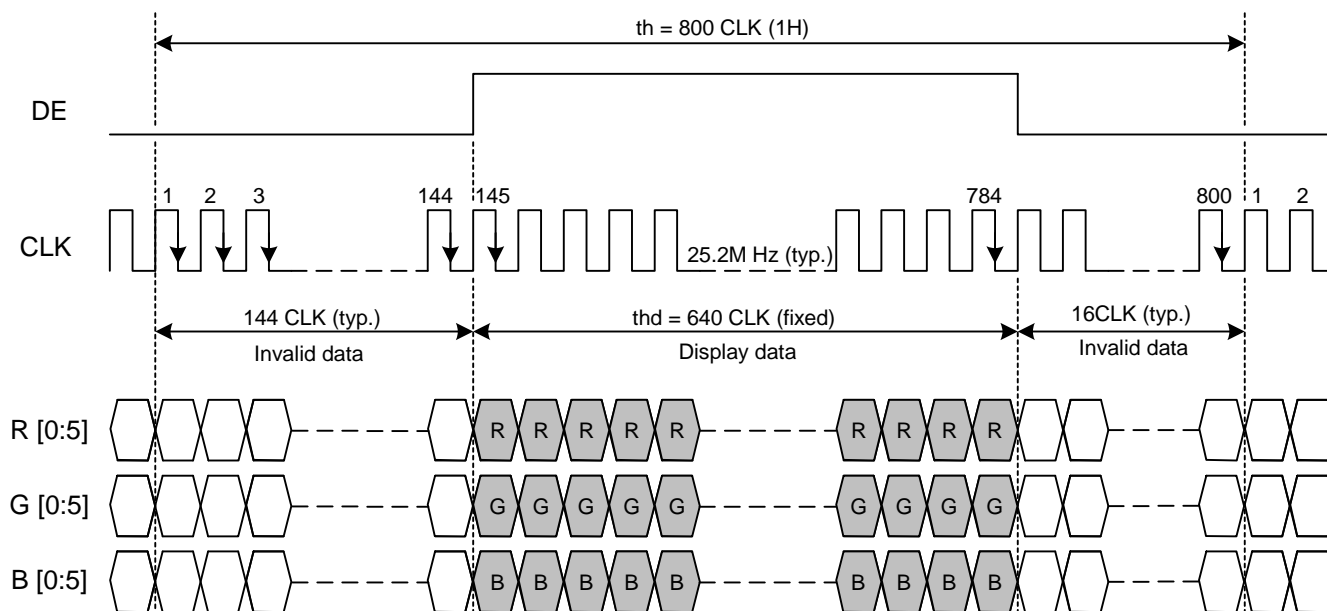 th = 800 CLK (1H)
DE
1 2 3 144 145 784 800 1 2
CLK
25.2M Hz (typ.)
144 CLK (typ.) thd = 640 CLK (fixed) 16CLK (typ.)
Invalid data Display data Invalid data
R [0:5] R R R R R R R R R
G [0:5] G G G G G G G G G
B [0:5] B B B B B B B B B